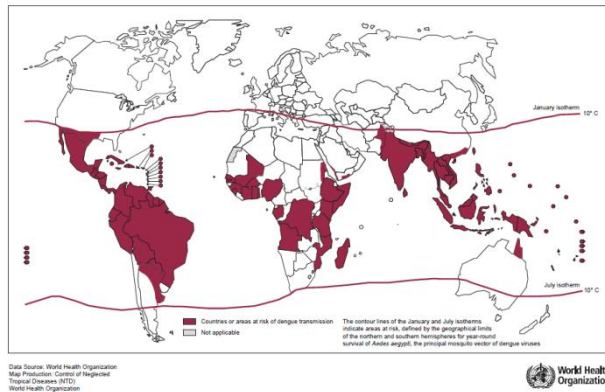 January isotherm
10° C
July isotherm
10° C
Countries or areas at risk of dengue transmission
Not applicable
The contour lines of the January and July isotherms
indicate areas at risk, defined by the geographical limits
of the northern and southern hemispheres for year-round
survival of Aedes aegypti, the principal mosquito vector of dengue viruses
Data Source: World Health Organization
Map Production: Control of Neglected
Tropical Diseases (NTD)
World Health Organization
World Health
Organization